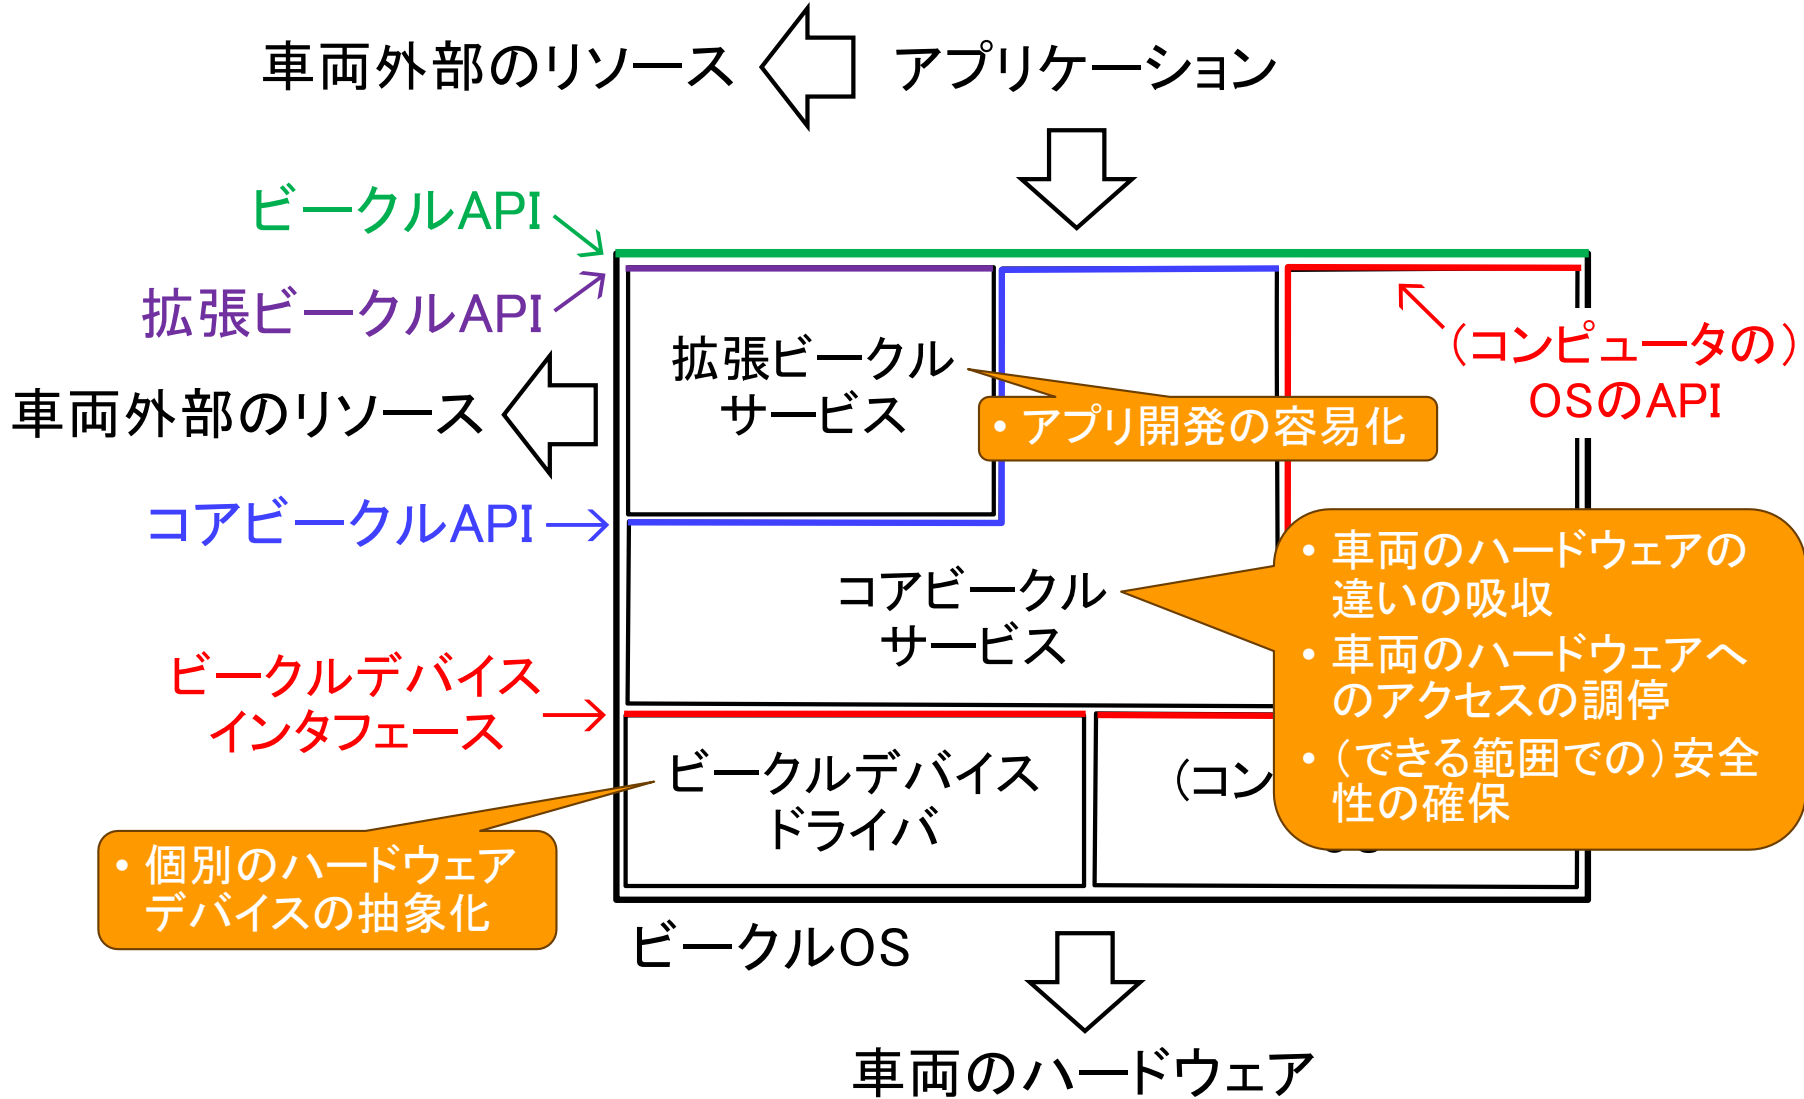 車両外部のリソース
アプリケーション
ビークルAPI
拡張ビークルAPI
車両外部のリソース
コアビークルAPI
ビークルデバイス
インタフェース
拡張ビークル
サービス
• アプリ開発の容易化
(コンピュータの)
OSのAPI
コアビークル
サービス
• 車両のハードウェアの
違いの吸収
• 車両のハードウェアへ
のアクセスの調停
• (できる範囲での)安全
性の確保
ビークルデバイス
ドライバ
(コン
• 個別のハードウェア
デバイスの抽象化
ビークルOS
車両のハードウェア